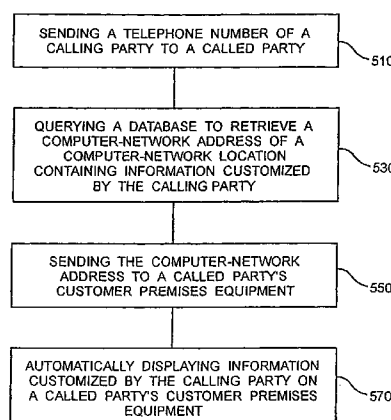 SENDING A TELEPHONE NUMBER OF A
CALLING PARTY TO A CALLED PARTY
510
QUERYING A DATABASE TO RETRIEVE A
COMPUTER-NETWORK ADDRESS OF A
COMPUTER-NETWORK LOCATION
CONTAINING INFORMATION CUSTOMIZED
BY THE CALLING PARTY
530
SENDING THE COMPUTER-NETWORK
ADDRESS TO A CALLED PARTY'S
CUSTOMER PREMISES EQUIPMENT
550
AUTOMATICALLY DISPLAYING INFORMATION
CUSTOMIZED BY THE CALLING PARTY ON
A CALLED PARTY'S CUSTOMER PREMISES
EQUIPMENT
570